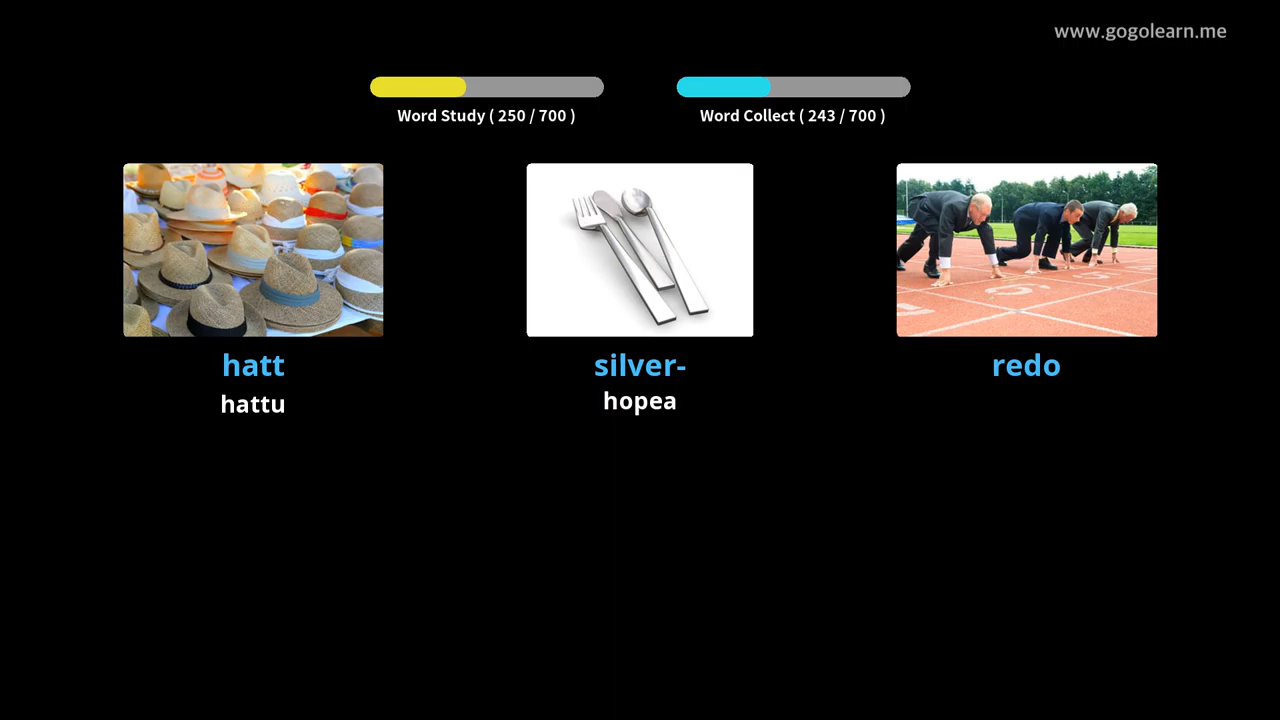 www.gogolearn.me
Word Study ( 250 / 700 )
Word Collect ( 243 / 700 )
hatt
hattu
silver-
hopea
redo